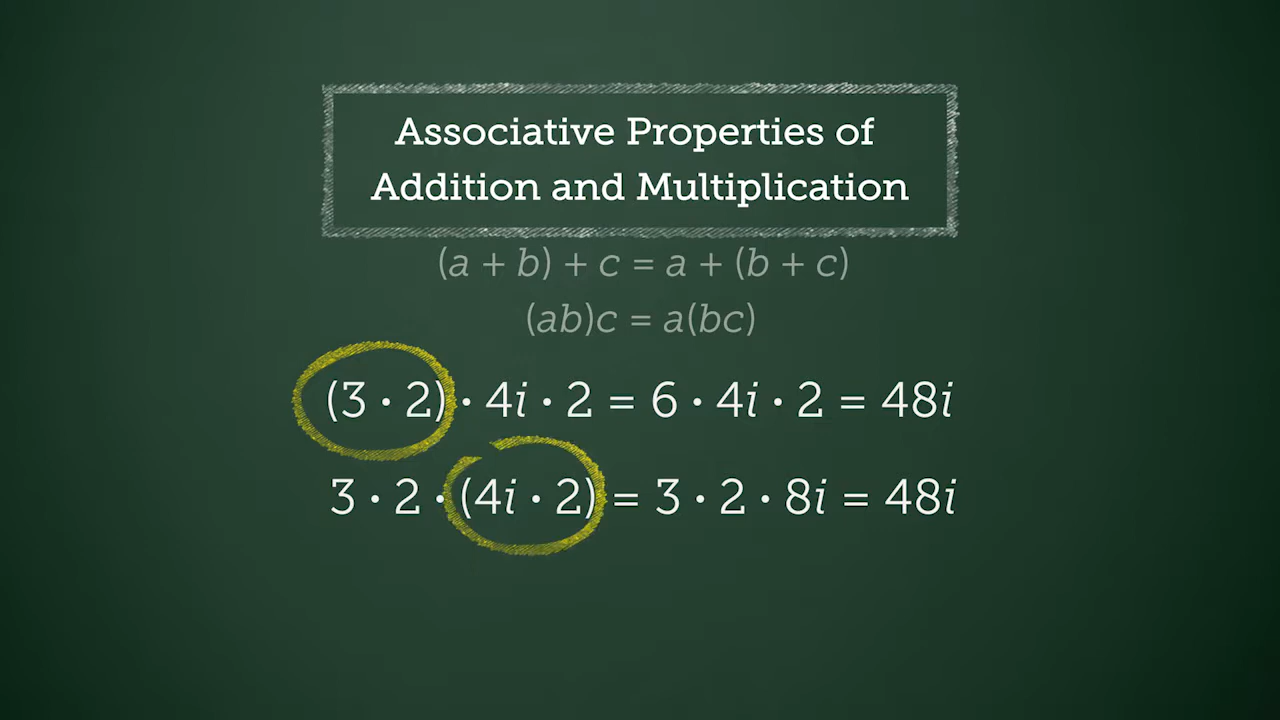 Associative Properties of
Addition and Multiplication
(a + b) + c = a + (b + c)
(ab)c = a(bc)
(3 · 2) · 4i · 2 = 6 · 4i · 2 = 48i
3 · 2 · (4i · 2) = 3 · 2 · 8i = 48i